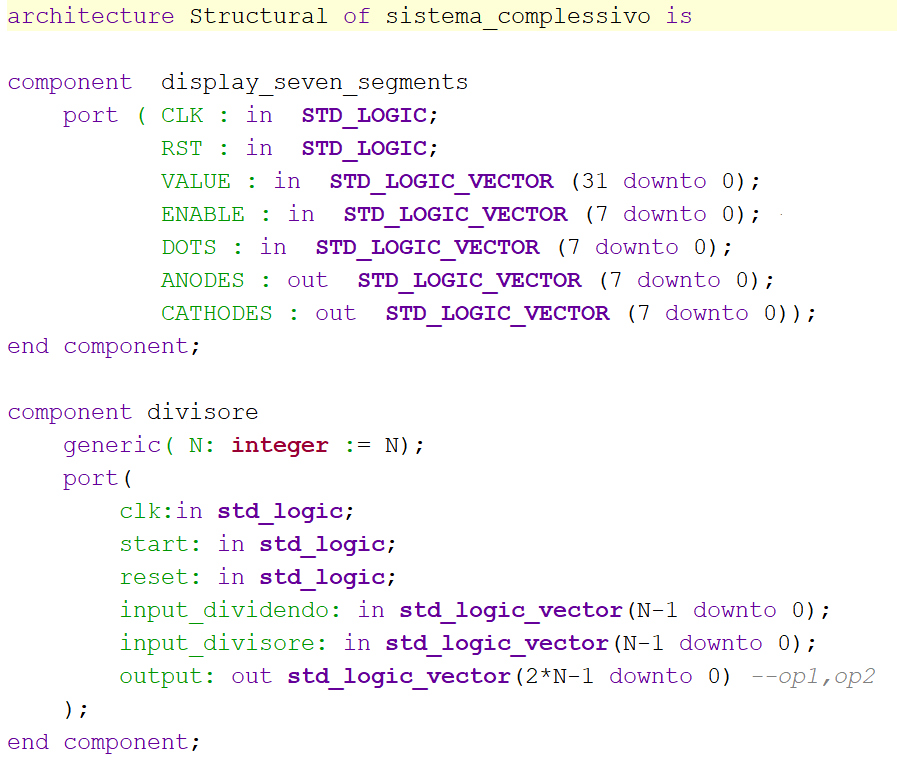 architecture Structural of sistema_complessivo is
component  display_seven_segments
    port ( CLK : in  STD_LOGIC;
           RST : in  STD_LOGIC;
           VALUE : in  STD_LOGIC_VECTOR (31 downto 0);
           ENABLE : in  STD_LOGIC_VECTOR (7 downto 0);
           DOTS : in  STD_LOGIC_VECTOR (7 downto 0);
           ANODES : out  STD_LOGIC_VECTOR (7 downto 0);
           CATHODES : out  STD_LOGIC_VECTOR (7 downto 0));
end component;
component divisore
    generic( N: integer := N);
    port(
        clk:in std_logic;
        start: in std_logic;
        reset: in std_logic;
        input_dividendo: in std_logic_vector(N-1 downto 0);
        input_divisore: in std_logic_vector(N-1 downto 0);
        output: out std_logic_vector(2*N-1 downto 0) --op1,op2
    );
end component;